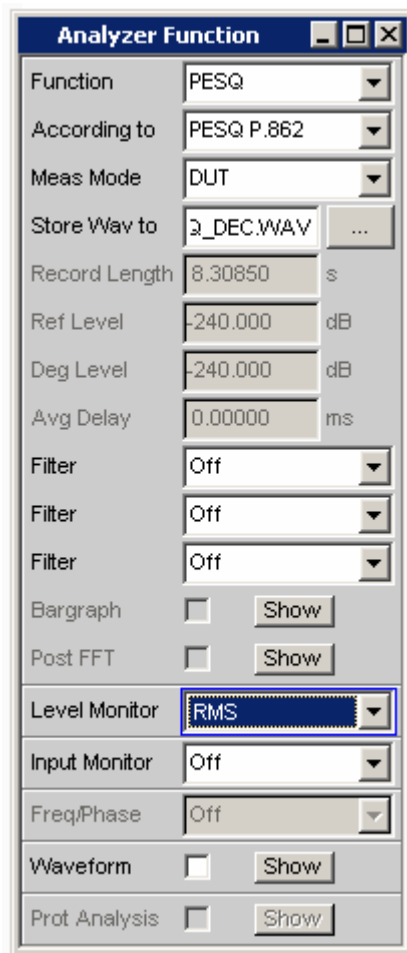 Analyzer Function
Function PESQ
According to PESQ P.862
Meas Mode DUT
Store Wav to Q_DEC.WAV ...
Record Length 8.30850 s
Ref Level -240.000 dB
Deg Level -240.000 dB
Avg Delay 0.00000 ms
Filter Off
Filter Off
Filter Off
Bargraph Show
Post FFT Show
Level Monitor RMS
Input Monitor Off
Freq/Phase Off
Waveform Show
Prot Analysis Show